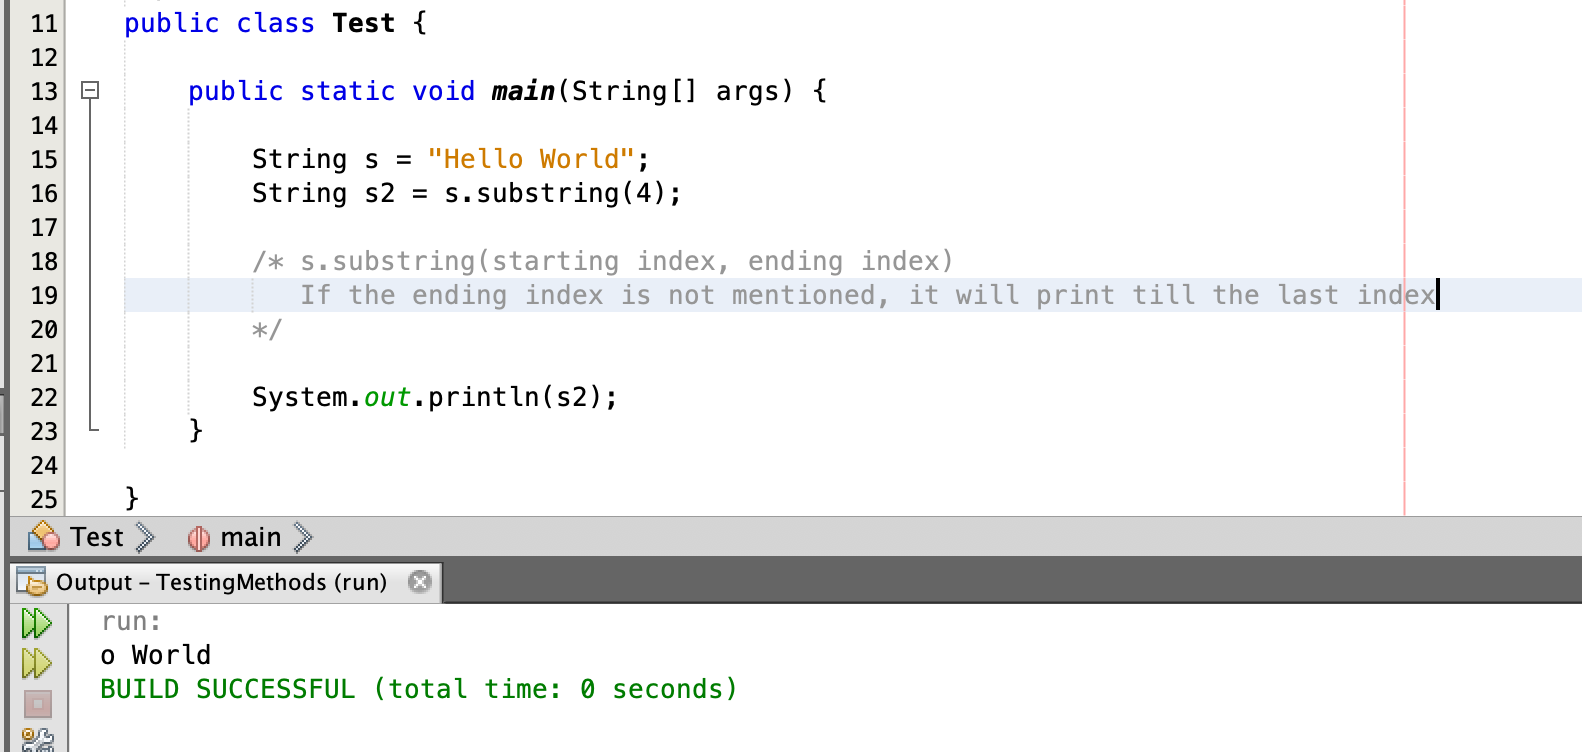 11 public class Test {
12
13 public static void main(String[] args) {
14
15 String s = "Hello World";
16 String s2 = s.substring(4);
17
18 /* s.substring(starting index, ending index)
19 If the ending index is not mentioned, it will print till the last index
20 */
21
22 System.out.println(s2);
23 }
24
25 }
Test main
Output - TestingMethods (run)
run:
o World
BUILD SUCCESSFUL (total time: 0 seconds)